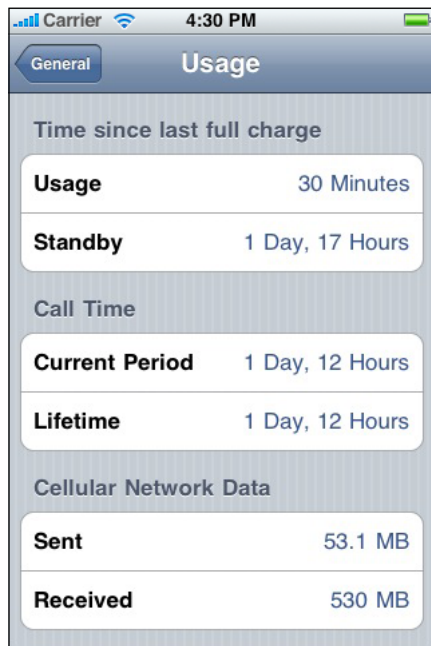 Carrier 4:30 PM
General Usage
Time since last full charge
Usage 30 Minutes
Standby 1 Day, 17 Hours
Call Time
Current Period 1 Day, 12 Hours
Lifetime 1 Day, 12 Hours
Cellular Network Data
Sent 53.1 MB
Received 530 MB